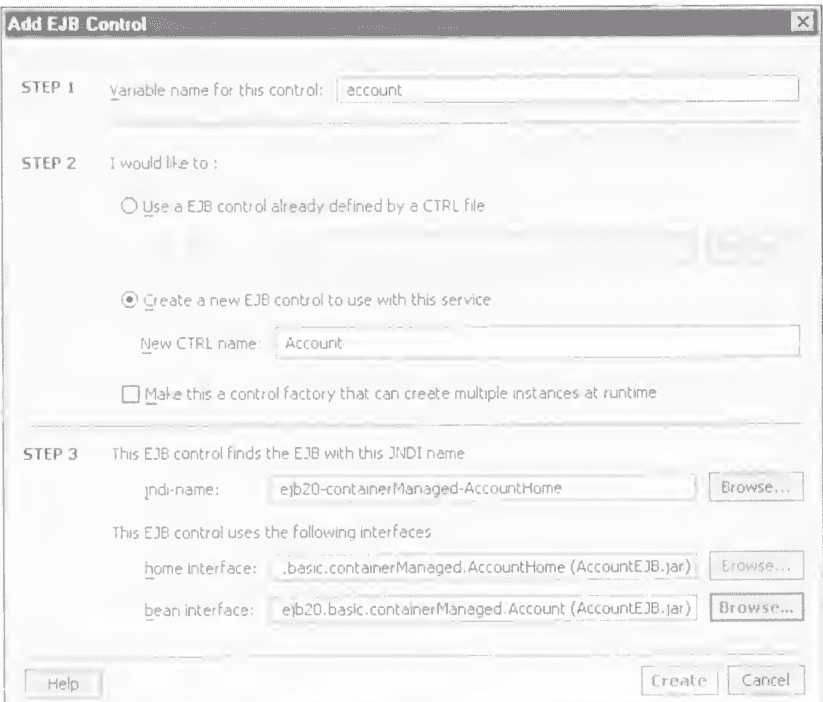 Add EJB Control
STEP 1 Variable name for this control: account
STEP 2 I would like to :
Use a EJB control already defined by a CTRL file
Create a new EJB control to use with this service
New CTRL name: Account
Make this a control factory that can create multiple instances at runtime
STEP 3 This EJB control finds the EJB with this JNDI name
jndi-name: ejb20-containerManaged-AccountHome Browse...
This EJB control uses the following interfaces
home interface: .basic.containerManaged.AccountHome (AccountEJB.jar) Browse...
bean interface: ejb20.basic.containerManaged.Account (AccountEJB.jar) Browse...
Help Create Cancel